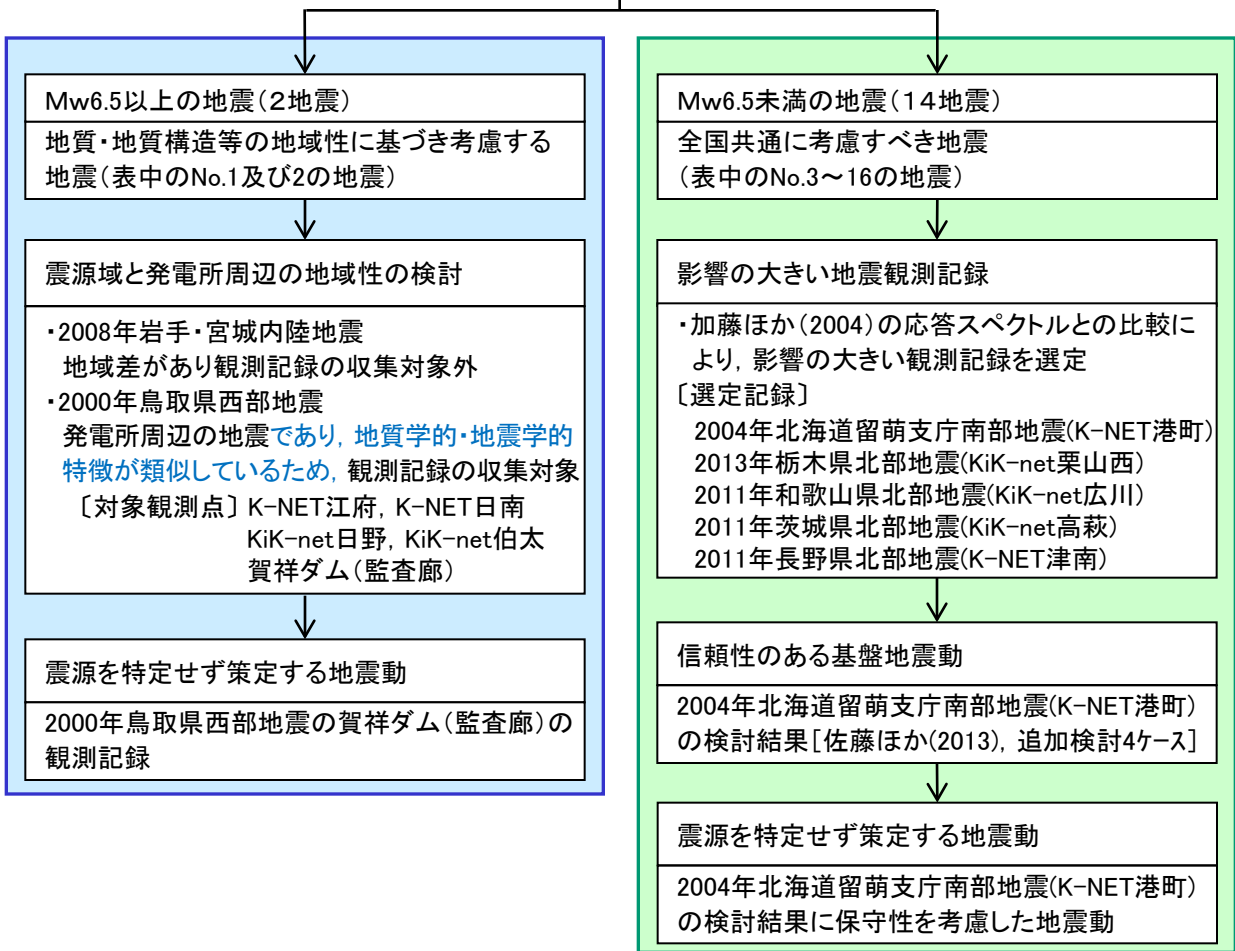 Mw6.5以上の地震(2地震)
地質・地質構造等の地域性に基づき考慮する
地震(表中のNo.1及び2の地震)
震源域と発電所周辺の地域性の検討
・2008年岩手・宮城内陸地震
地域差があり観測記録の収集対象外
・2000年鳥取県西部地震
発電所周辺の地震であり,地質学的・地震学的
特徴が類似しているため,観測記録の収集対象
〔対象観測点〕K-NET江府,K-NET日南
KiK-net日野,KiK-net伯太
賀祥ダム(監査廊)
震源を特定せず策定する地震動
2000年鳥取県西部地震の賀祥ダム(監査廊)の
観測記録
Mw6.5未満の地震(14地震)
全国共通に考慮すべき地震
(表中のNo.3~16の地震)
影響の大きい地震観測記録
・加藤ほか(2004)の応答スペクトルとの比較に
より,影響の大きい観測記録を選定
〔選定記録〕
2004年北海道留萌支庁南部地震(K-NET港町)
2013年栃木県北部地震(KiK-net栗山西)
2011年和歌山県北部地震(KiK-net広川)
2011年茨城県北部地震(KiK-net高萩)
2011年長野県北部地震(K-NET津南)
信頼性のある基盤地震動
2004年北海道留萌支庁南部地震(K-NET港町)
の検討結果[佐藤ほか(2013),追加検討4ケース]
震源を特定せず策定する地震動
2004年北海道留萌支庁南部地震(K-NET港町)
の検討結果に保守性を考慮した地震動